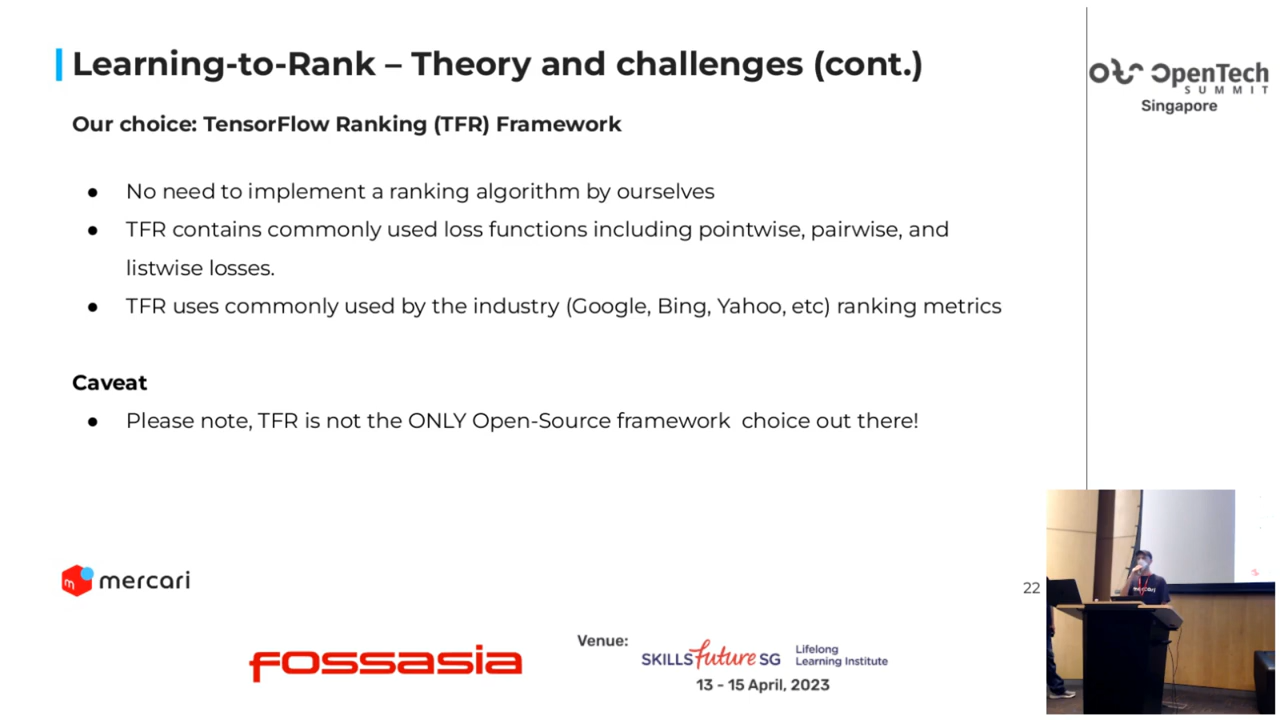 Learning-to-Rank – Theory and challenges (cont.)
Our choice: TensorFlow Ranking (TFR) Framework
● No need to implement a ranking algorithm by ourselves
● TFR contains commonly used loss functions including pointwise, pairwise, and
listwise losses.
● TFR uses commonly used by the industry (Google, Bing, Yahoo, etc) ranking metrics
Caveat
● Please note, TFR is not the ONLY Open-Source framework  choice out there!
OpenTech
SUMMIT
Singapore
m mercari
22
fossasia
Venue:
SKILLS future SG
Lifelong
Learning Institute
13 - 15 April, 2023